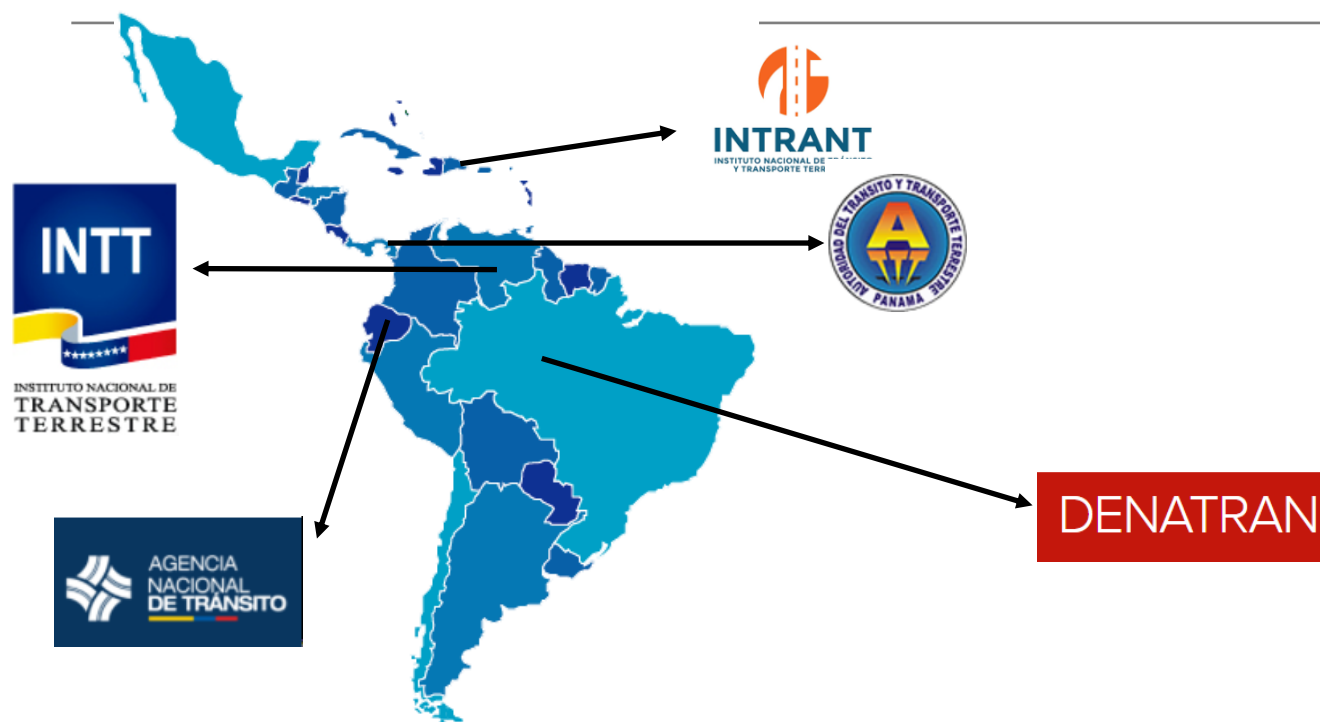 INTRANT
INSTITUTO NACIONAL DE
Y TRANSPORTE
INTT
INSTITUTO NACIONAL DE
TRANSPORTE
TERRESTRE
AUTORIDAD DEL TRANSITO Y TRANSPORTE TERRESTRE
A
PANAMA
DENATRAN
AGENCIA
NACIONAL
DE TRÁNSITO